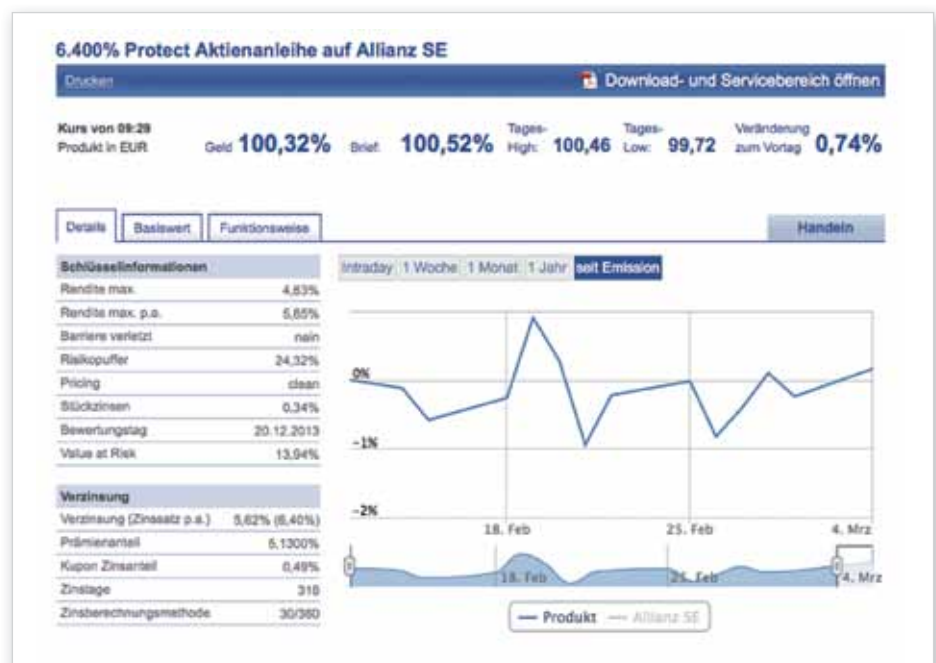 6.400% Protect Aktienanleihe auf Allianz SE
Drucken
Download- und Servicebereich öffnen
Kurs von 09:29
Produkt in EUR
Geld 100,32%
Brief: 100,52%
Tages-High: 100,46
Tages-Low: 99,72
Veränderung zum Vortag 0,74%
Details
Basiswert
Funktionsweise
Handeln
Schlüsselinformationen
Rendite max. 4,83%
Rendite max. p.a. 5,65%
Barriere verletzt nein
Risikopuffer 24,32%
Pricing clean
Stückzinsen 0,34%
Bewertungstag 20.12.2013
Value at Risk 13,94%
Verzinsung
Verzinsung (Zinssatz p.a.) 5,62% (6,40%)
Prämienanteil 5,1300%
Kupon Zinsanteil 0,49%
Zinstage 316
Zinsberechnungsmethode 30/360
Intraday 1 Woche 1 Monat 1 Jahr seit Emission
0%
-1%
-2%
18. Feb 25. Feb 4. Mrz
18. Feb 25. Feb 4. Mrz
Produkt Allianz SE